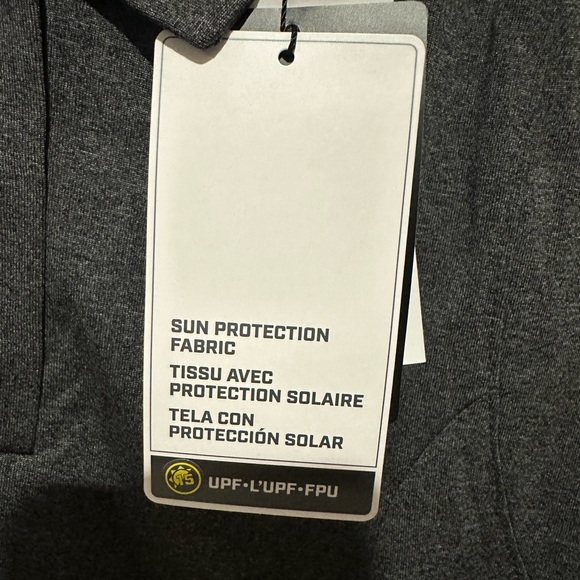 SUN PROTECTION
FABRIC
TISSU AVEC
PROTECTION SOLAIRE
TELA CON
PROTECCIÓN SOLAR
UPF•L'UPF•FPU